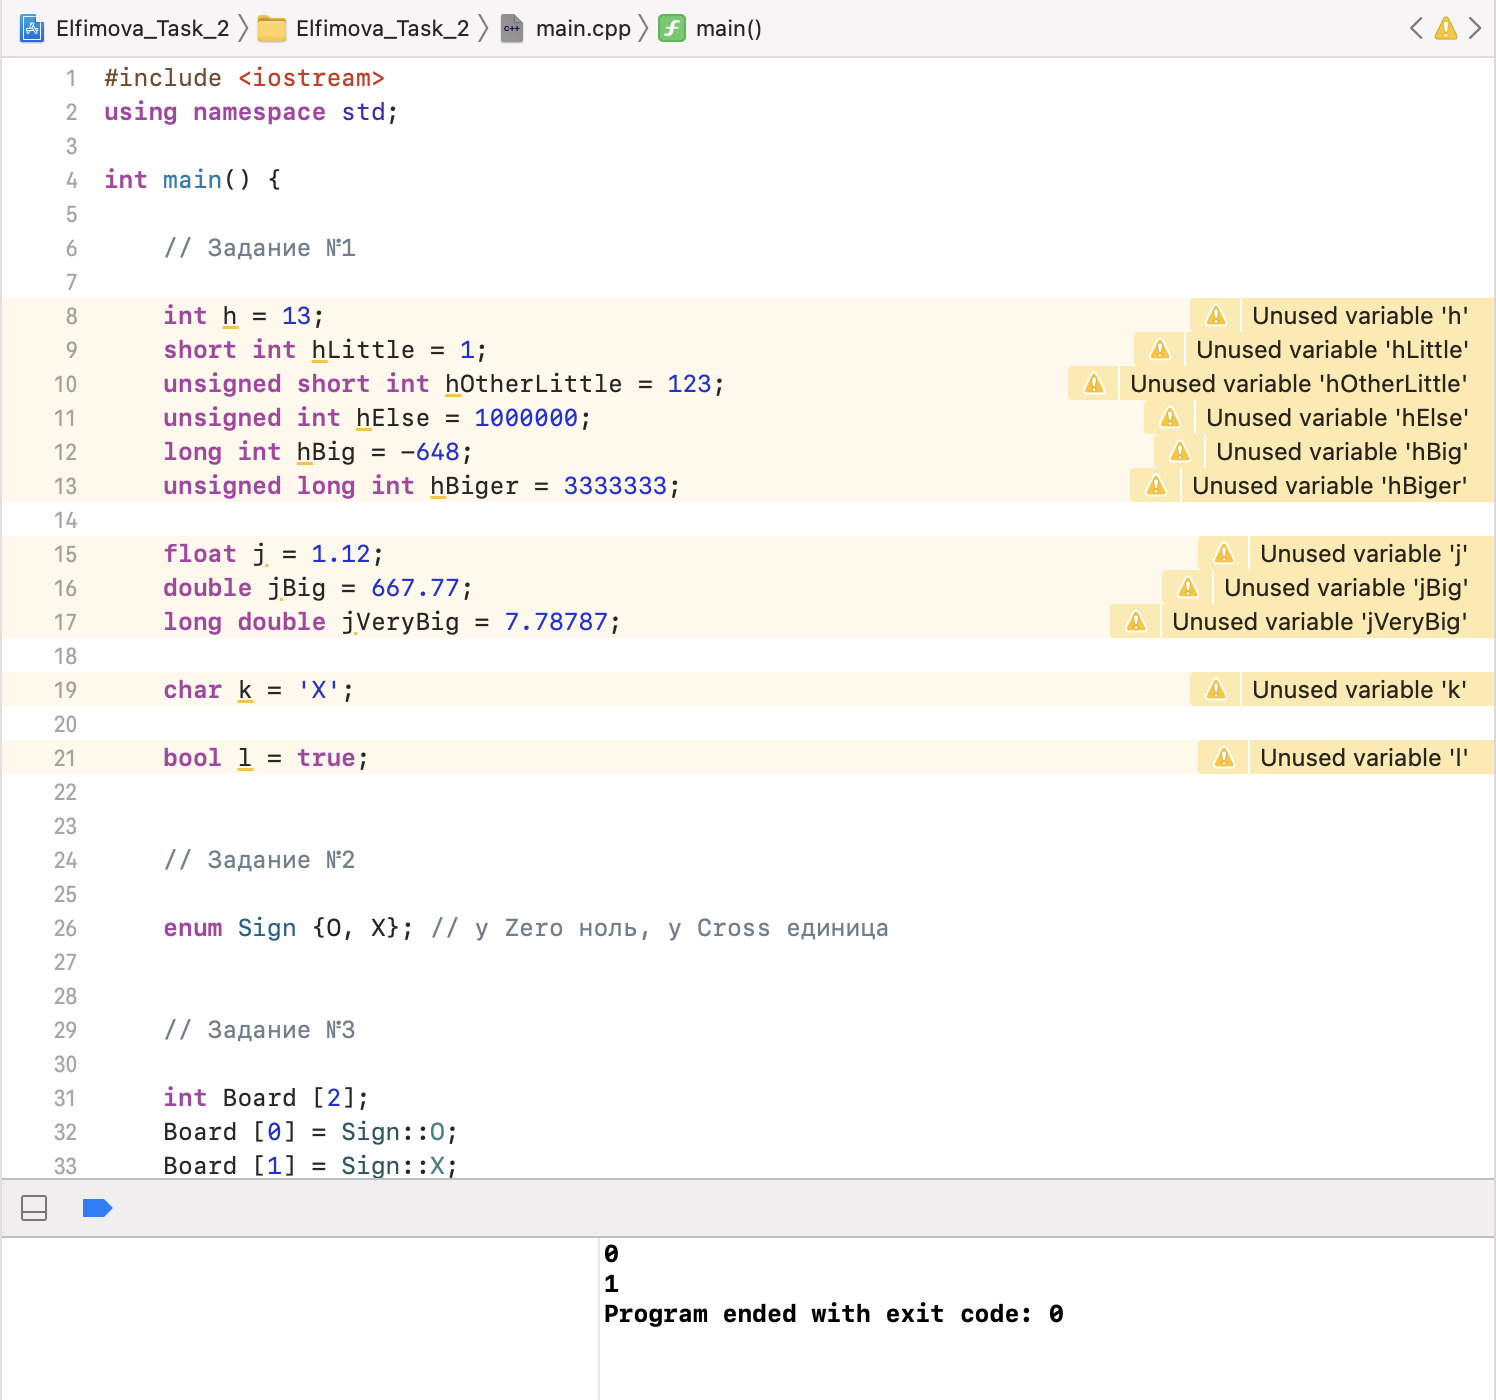 Elfimova_Task_2 〉 Elfimova_Task_2 〉 main.cpp 〉 main()
1 #include <iostream>
2 using namespace std;
3
4 int main() {
5
6 // Задание №1
7
8 int h = 13; Unused variable 'h'
9 short int hLittle = 1; Unused variable 'hLittle'
10 unsigned short int hOtherLittle = 123; Unused variable 'hOtherLittle'
11 unsigned int hElse = 1000000; Unused variable 'hElse'
12 long int hBig = -648; Unused variable 'hBig'
13 unsigned long int hBiger = 3333333; Unused variable 'hBiger'
14
15 float j = 1.12; Unused variable 'j'
16 double jBig = 667.77; Unused variable 'jBig'
17 long double jVeryBig = 7.78787; Unused variable 'jVeryBig'
18
19 char k = 'X'; Unused variable 'k'
20
21 bool l = true; Unused variable 'l'
22
23
24 // Задание №2
25
26 enum Sign {O, X}; // у Zero ноль, у Cross единица
27
28
29 // Задание №3
30
31 int Board [2];
32 Board [0] = Sign::O;
33 Board [1] = Sign::X;
0
1
Program ended with exit code: 0